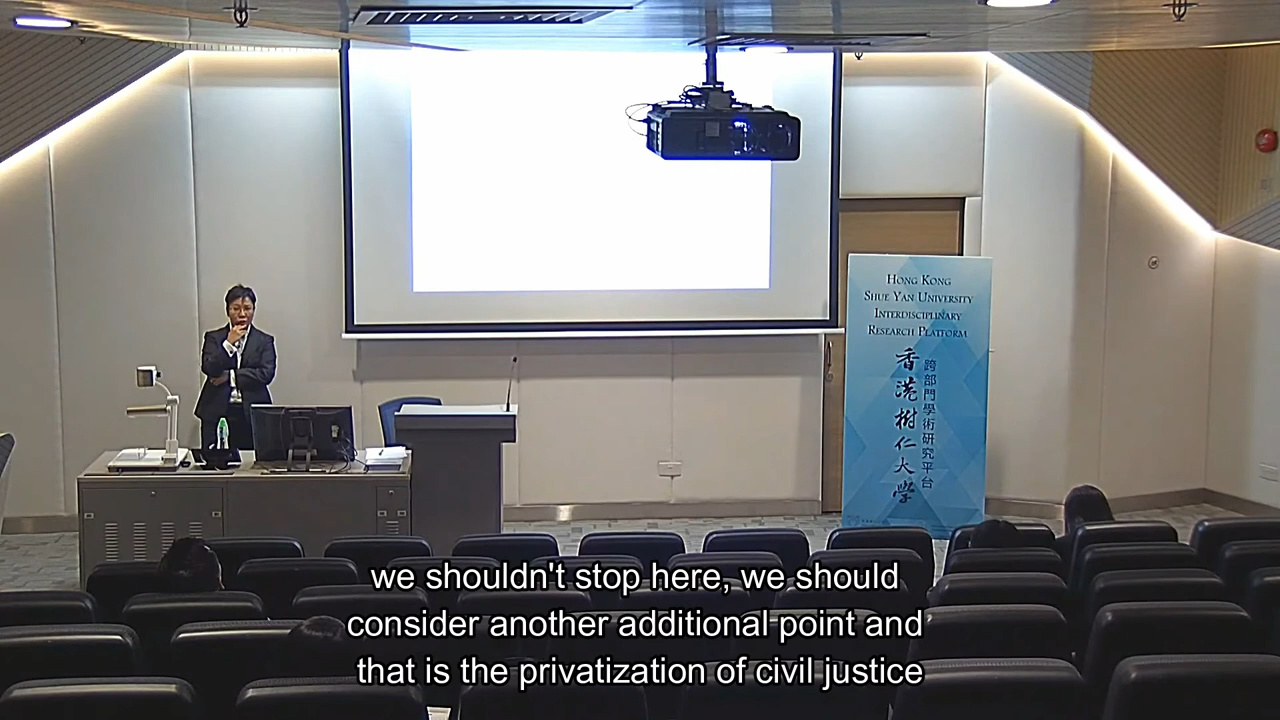 HONG KONG
SHUE YAN UNIVERSITY
INTERDISCIPLINARY
RESEARCH PLATFORM
香港樹仁大學
跨部門學術研究平台
we shouldn't stop here, we should
consider another additional point and
that is the privatization of civil justice